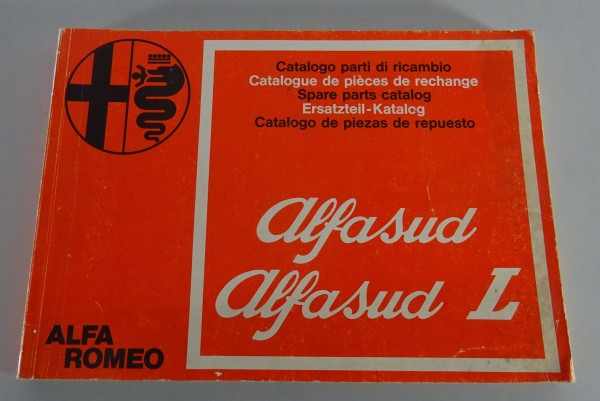 Catalogo parti di ricambio
Catalogue de pièces de rechange
Spare parts catalog
Ersatzteil-Katalog
Catalogo de piezas de repuesto
Alfasud
Alfasud L
ALFA
ROMEO